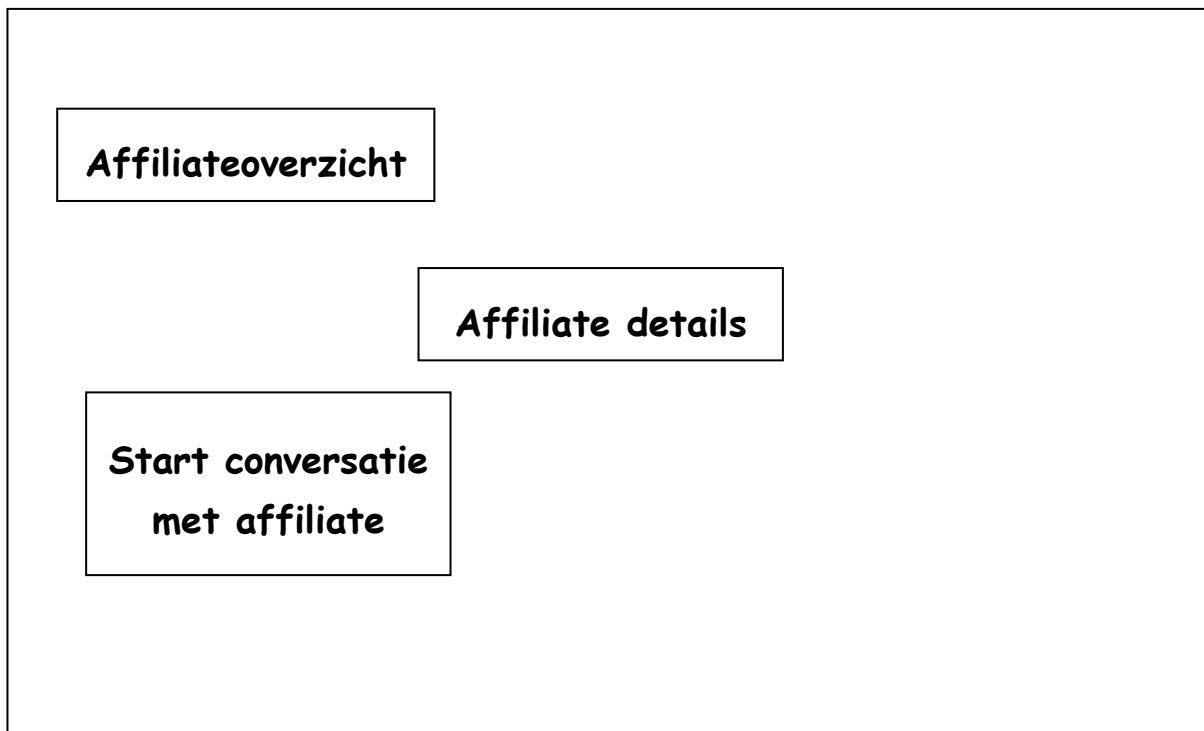 Affiliateoverzicht
Affiliate details
Start conversatie
met affiliate